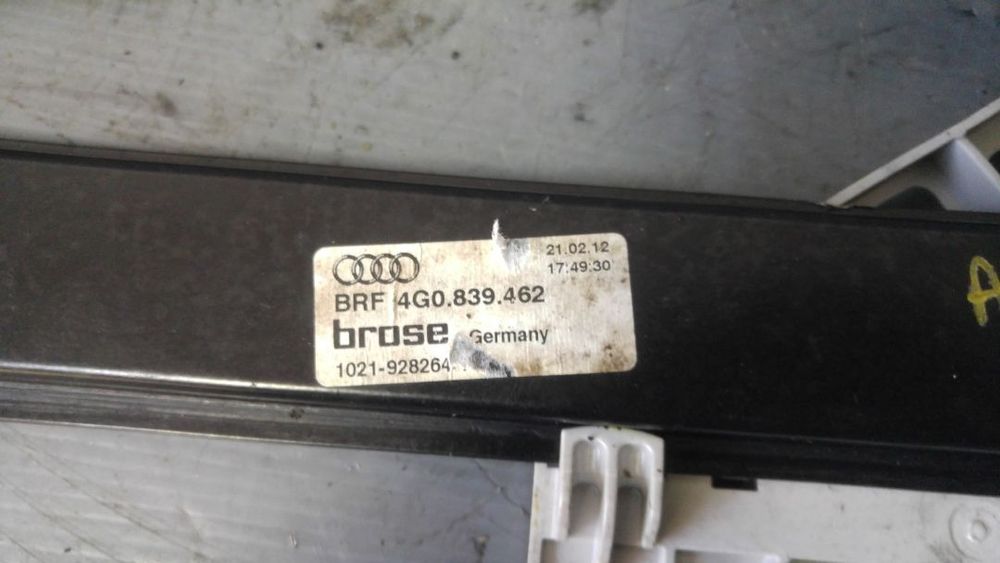 21.02.12
17:49:30
BRF 4G0.839.462
brose Germany
1021-928264
A